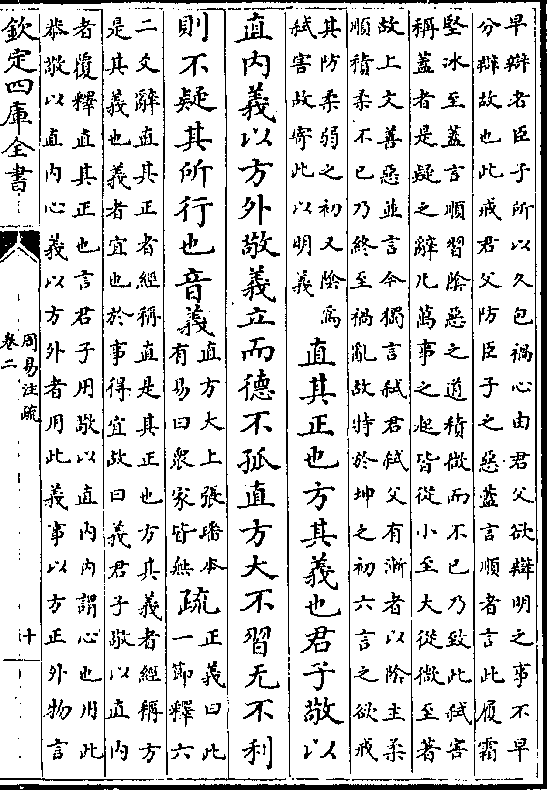 早辯者臣子所以久包禍心由君父欲辯明之事不早
分辯故也此戒君父防臣子之惡蓋言順者言此履霜
堅冰至蓋言順習陰惡之道積微而不已乃致此弑害
稱蓋者是疑之辭凡萬事之起皆從小至大從微至著
故上文善惡並言今獨言弑君弑父有漸者以陰主柔
順積柔不已乃終至禍亂故特於坤之初六言之欲戒
其防柔弱之初又陰為
弑害故寄此以明義
直其正也方其義也君子敬以
直内義以方外敬義立而德不孤直方大不習无不利
則不疑其所行也音義
直方大上張璠本
有易曰衆家皆無
疏
正義曰此
一節釋六
二爻辭直其正者經稱直是其正也方其義者經稱方
是其義也義者宜也於事得宜故曰義君子敬以直内
者覆釋直其正也言君子用敬以直内内謂心也用此
恭敬以直内心義以方外者用此義事以方正外物言
欽定四庫全書
周易注疏
卷二
十